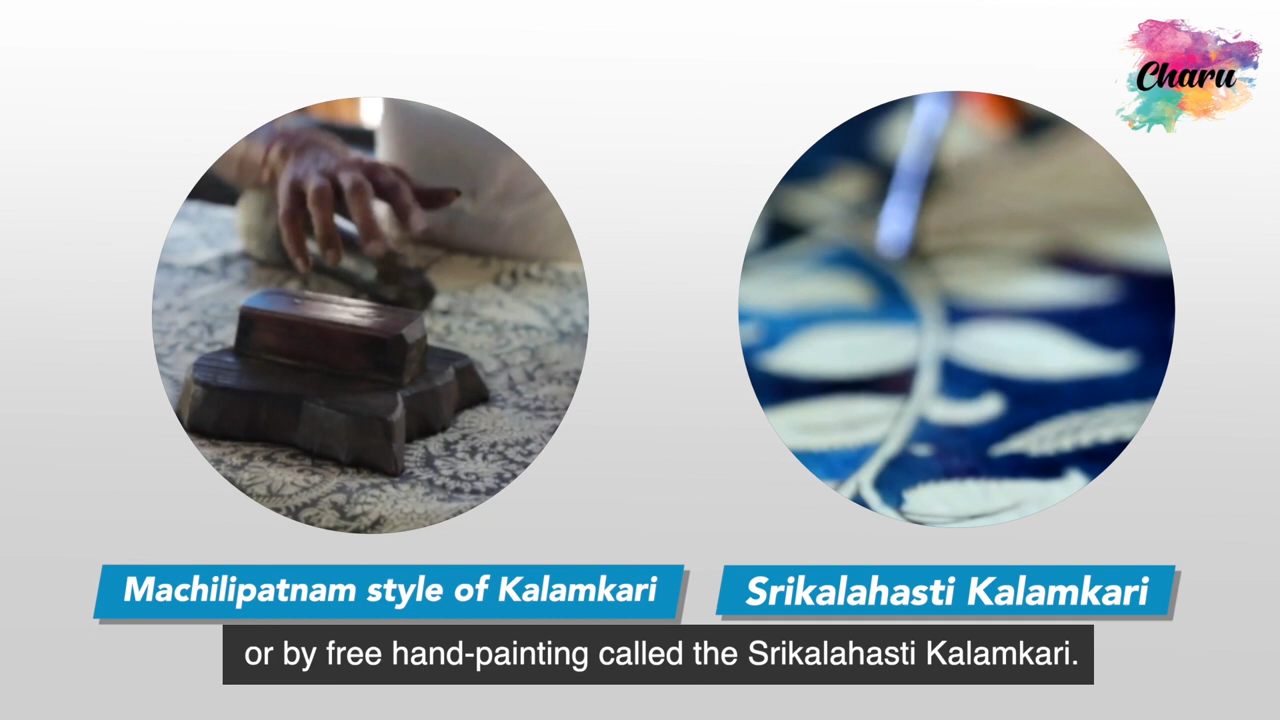 Charu
Machilipatnam style of Kalamkari
Srikalahasti Kalamkari
or by free hand-painting called the Srikalahasti Kalamkari.